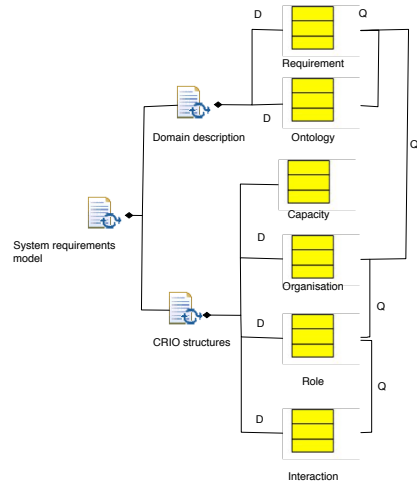 D
Q
Requirement
Q
Domain description
D
Ontology
Capacity
System requirements
model
D
Organisation
Q
D
CRIO structures
Role
Q
D
Interaction